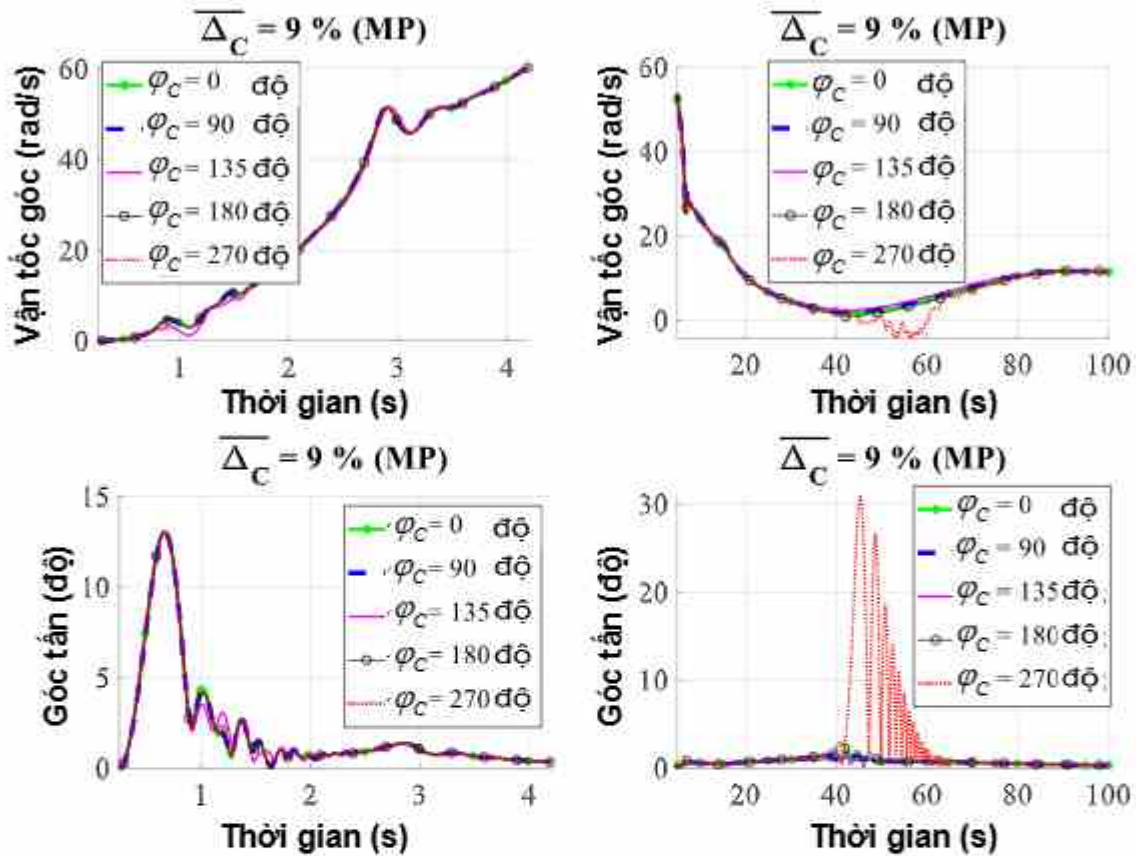 Δ_C = 9 % (MP)
Vận tốc góc (rad/s)
60
40
20
0
φ_C = 0 độ
φ_C = 90 độ
φ_C = 135 độ
φ_C = 180 độ
φ_C = 270 độ
1 2 3 4
Thời gian (s)
Δ_C = 9 % (MP)
Vận tốc góc (rad/s)
60
40
20
0
φ_C = 0 độ
φ_C = 90 độ
φ_C = 135 độ
φ_C = 180 độ
φ_C = 270 độ
20 40 60 80 100
Thời gian (s)
Δ_C = 9 % (MP)
Góc tấn (độ)
15
10
5
0
φ_C = 0 độ
φ_C = 90 độ
φ_C = 135 độ
φ_C = 180 độ
φ_C = 270 độ
1 2 3 4
Thời gian (s)
Δ_C = 9 % (MP)
Góc tấn (độ)
30
20
10
0
φ_C = 0 độ
φ_C = 90 độ
φ_C = 135 độ
φ_C = 180 độ
φ_C = 270 độ
20 40 60 80 100
Thời gian (s)